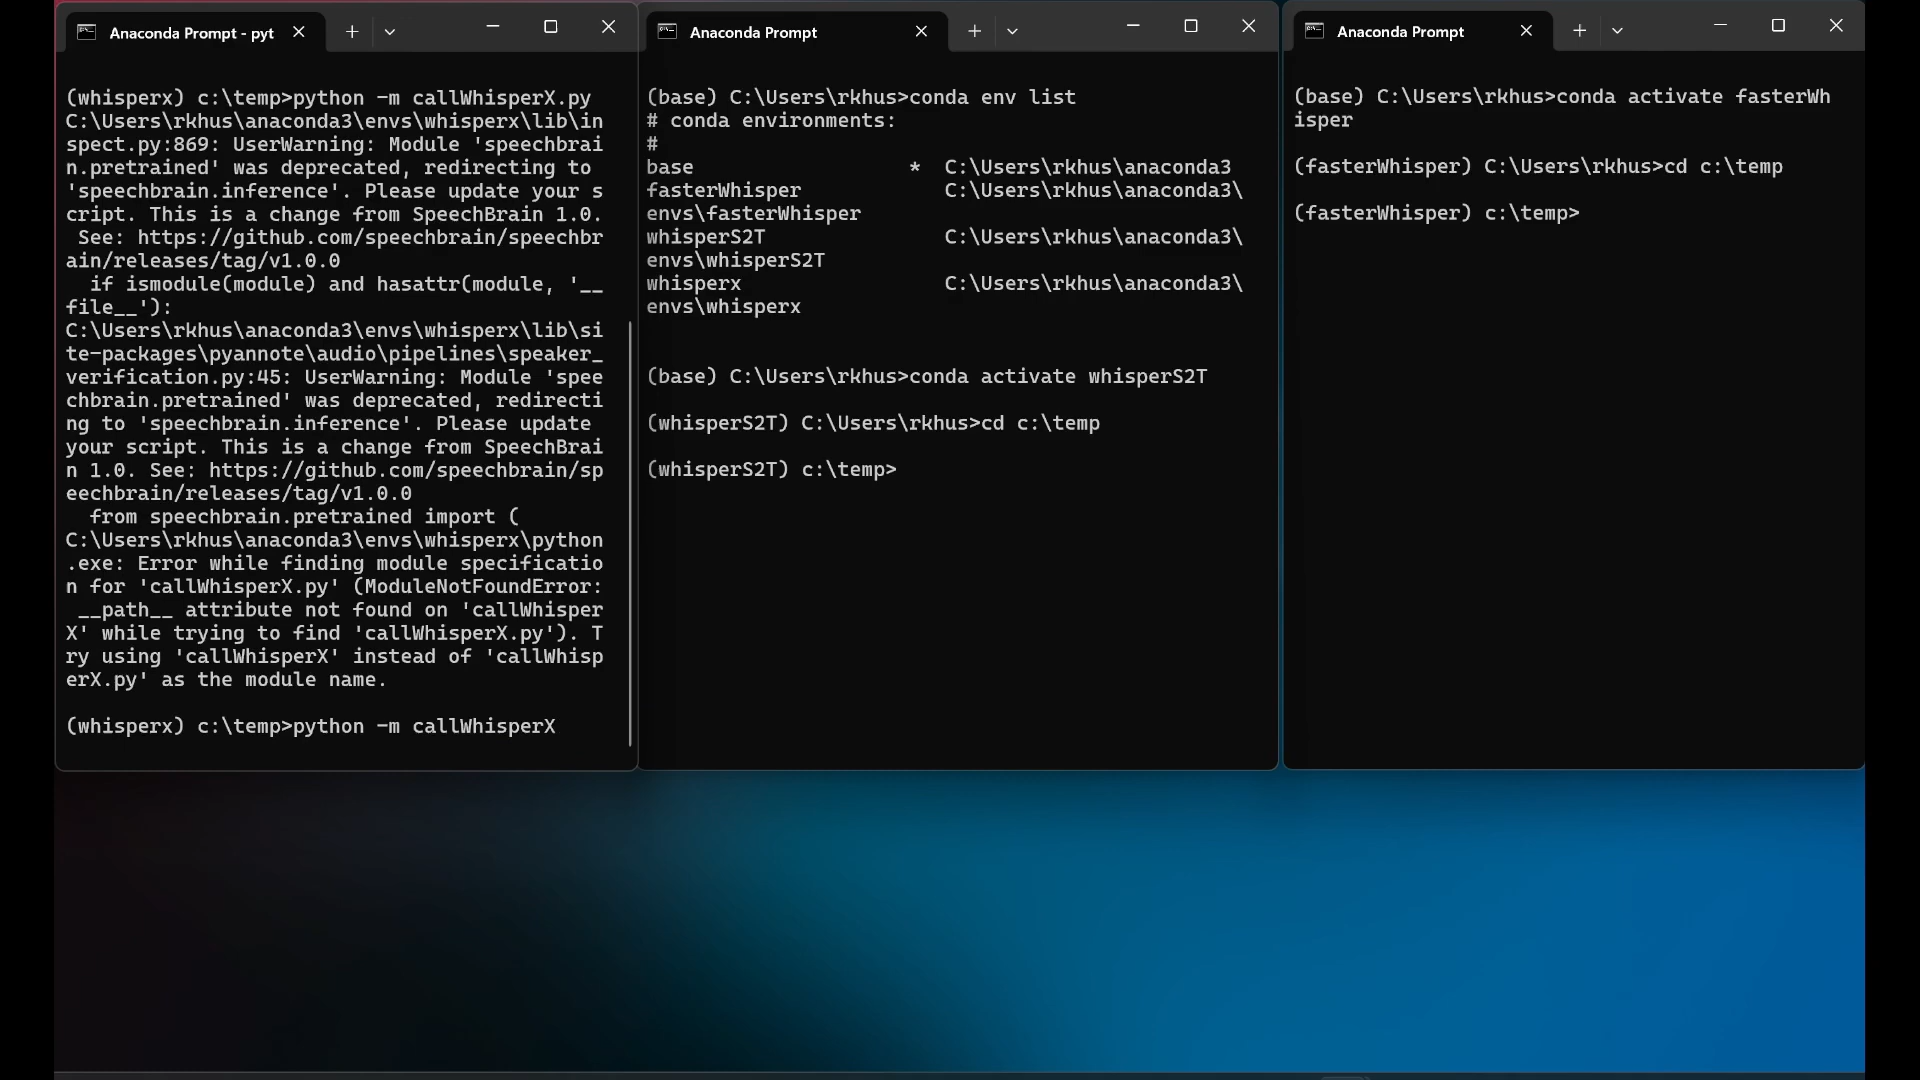 Anaconda Prompt - pyt
(whisperx) c:\temp>python -m callWhisperX.py
C:\Users\rkhus\anaconda3\envs\whisperx\lib\in
spect.py:869: UserWarning: Module 'speechbrai
n.pretrained' was deprecated, redirecting to
'speechbrain.inference'. Please update your s
cript. This is a change from SpeechBrain 1.0.
 See: https://github.com/speechbrain/speechbr
ain/releases/tag/v1.0.0
  if ismodule(module) and hasattr(module, '__
file__'):
C:\Users\rkhus\anaconda3\envs\whisperx\lib\si
te-packages\pyannote\audio\pipelines\speaker_
verification.py:45: UserWarning: Module 'spee
chbrain.pretrained' was deprecated, redirecti
ng to 'speechbrain.inference'. Please update
your script. This is a change from SpeechBrai
n 1.0. See: https://github.com/speechbrain/sp
eechbrain/releases/tag/v1.0.0
  from speechbrain.pretrained import (
C:\Users\rkhus\anaconda3\envs\whisperx\python
.exe: Error while finding module specificatio
n for 'callWhisperX.py' (ModuleNotFoundError:
 __path__ attribute not found on 'callWhisper
X' while trying to find 'callWhisperX.py'). T
ry using 'callWhisperX' instead of 'callWhisp
erX.py' as the module name.
(whisperx) c:\temp>python -m callWhisperX
Anaconda Prompt
(base) C:\Users\rkhus>conda env list
# conda environments:
#
base                  *  C:\Users\rkhus\anaconda3
fasterWhisper            C:\Users\rkhus\anaconda3\
envs\fasterWhisper
whisperS2T               C:\Users\rkhus\anaconda3\
envs\whisperS2T
whisperx                 C:\Users\rkhus\anaconda3\
envs\whisperx
(base) C:\Users\rkhus>conda activate whisperS2T
(whisperS2T) C:\Users\rkhus>cd c:\temp
(whisperS2T) c:\temp>
Anaconda Prompt
(base) C:\Users\rkhus>conda activate fasterWh
isper
(fasterWhisper) C:\Users\rkhus>cd c:\temp
(fasterWhisper) c:\temp>